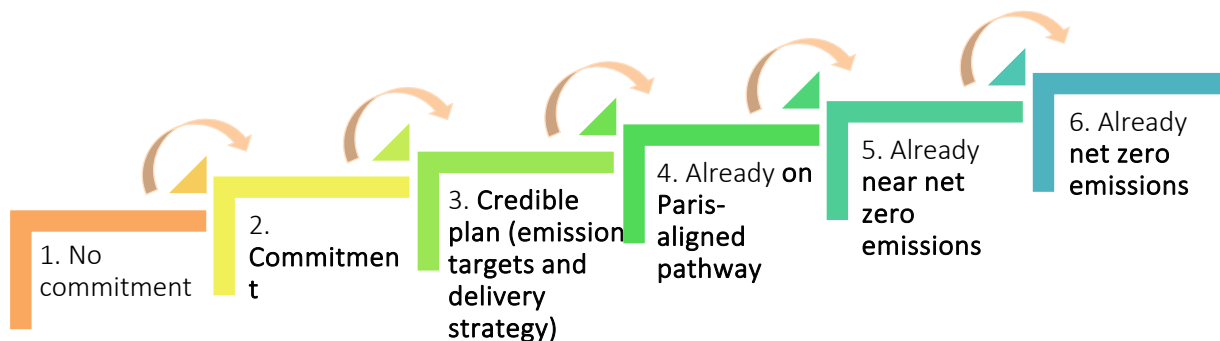 1. No
commitment
2.
Commitmen
t
3. Credible
plan (emission
targets and
delivery
strategy)
4. Already on
Paris-
aligned
pathway
5. Already
near net
zero
emissions
6. Already
net zero
emissions